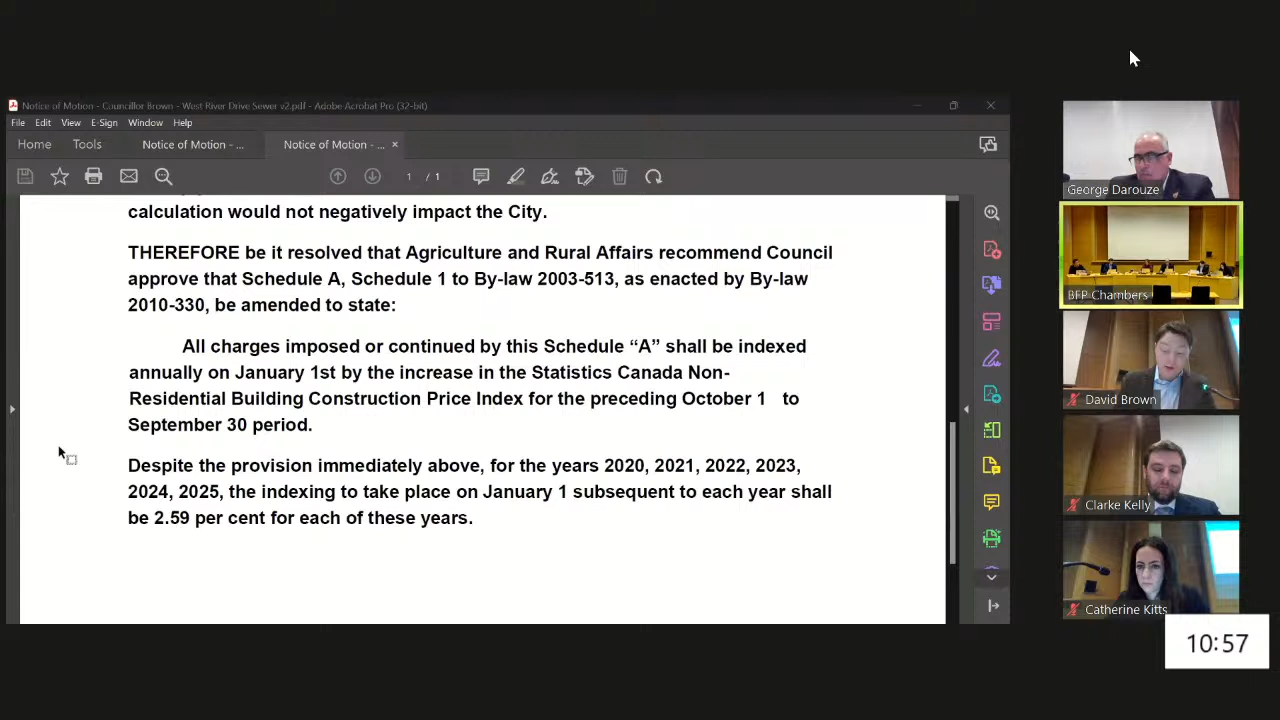 Notice of Motion - Councillor Brown - West River Drive Sewer v2.pdf - Adobe Acrobat Pro (32-bit)
File Edit View E-Sign Window Help
Home Tools Notice of Motion - ... Notice of Motion - ... ×
1 / 1
calculation would not negatively impact the City.
THEREFORE be it resolved that Agriculture and Rural Affairs recommend Council
approve that Schedule A, Schedule 1 to By-law 2003-513, as enacted by By-law
2010-330, be amended to state:
All charges imposed or continued by this Schedule “A” shall be indexed
annually on January 1st by the increase in the Statistics Canada Non-
Residential Building Construction Price Index for the preceding October 1 to
September 30 period.
Despite the provision immediately above, for the years 2020, 2021, 2022, 2023,
2024, 2025, the indexing to take place on January 1 subsequent to each year shall
be 2.59 per cent for each of these years.
George Darouze
BFP Chambers
David Brown
Clarke Kelly
Catherine Kitts
10:57